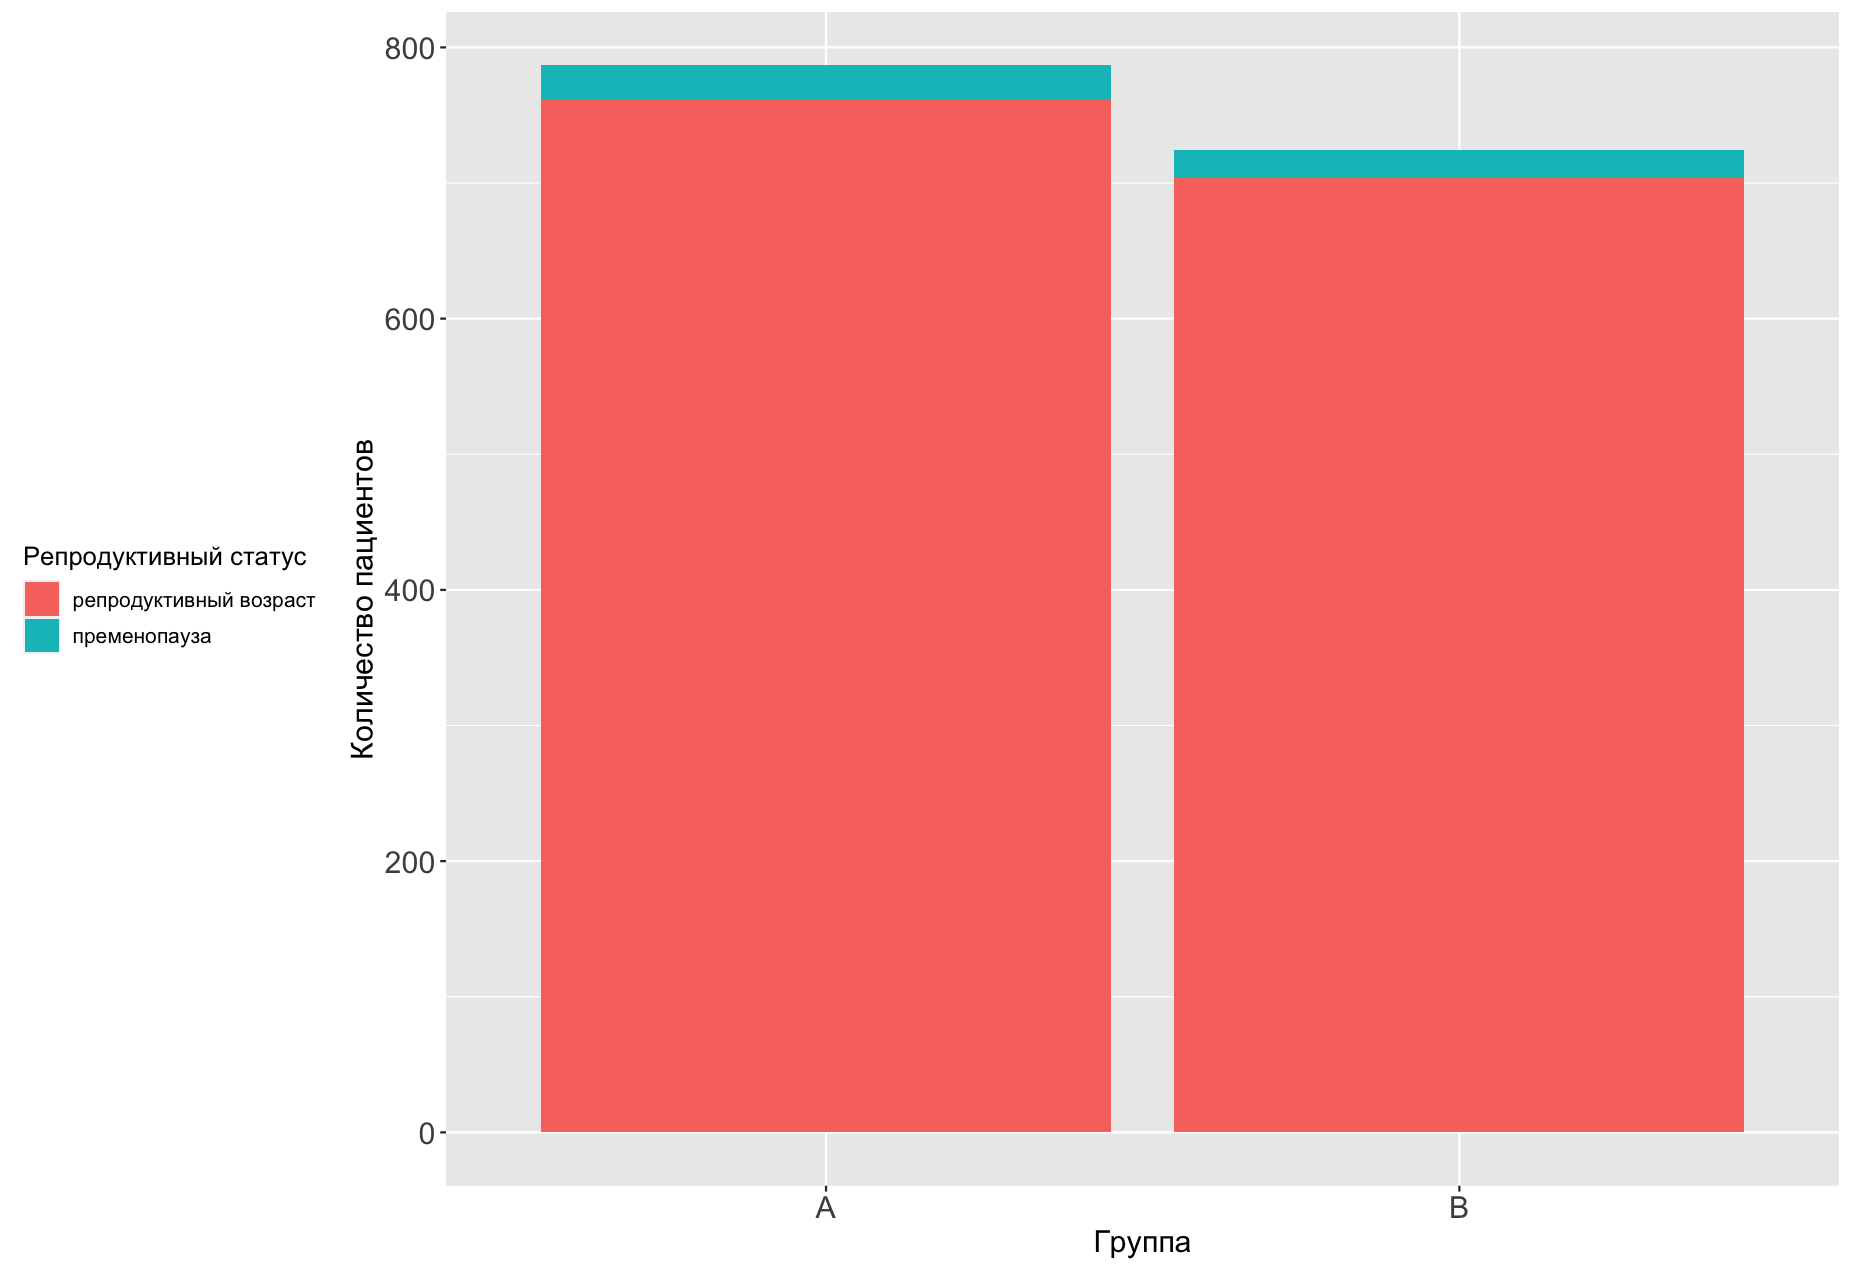 Репродуктивный статус
репродуктивный возраст
пременопауза
Количество пациентов
800
600
400
200
0
A
B
Группа